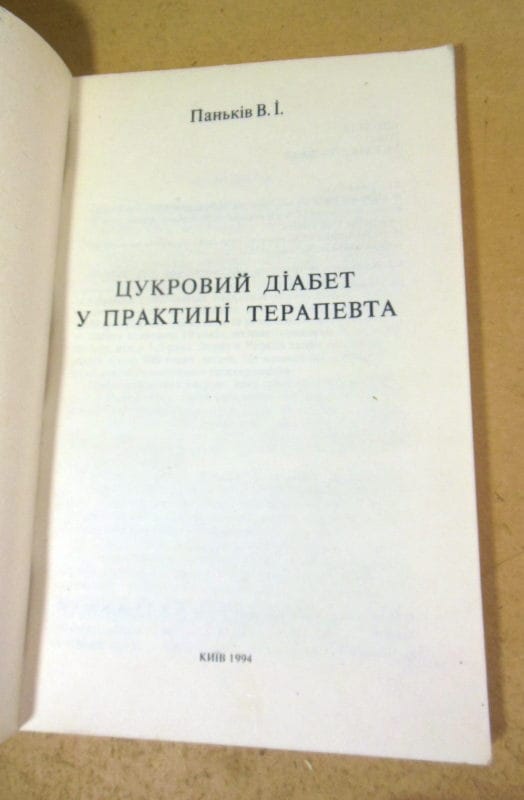 Паньків В. І.
ЦУКРОВИЙ ДІАБЕТ
У ПРАКТИЦІ ТЕРАПЕВТА
КИЇВ 1994